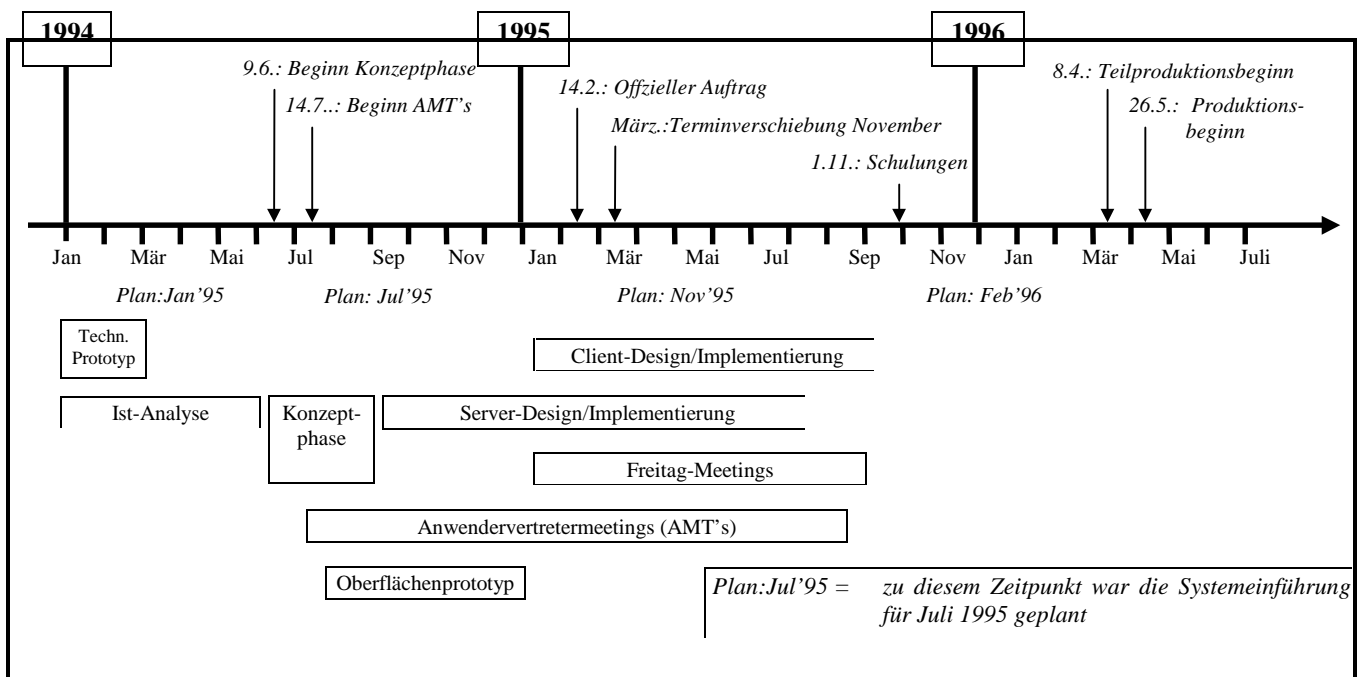 1994 1995 1996
9.6.: Beginn Konzeptphase
14.7..: Beginn AMT's
14.2.: Offzieller Auftrag
März.:Terminverschiebung November
1.11.: Schulungen
8.4.: Teilproduktionsbeginn
26.5.: Produktions-
beginn
Jan Mär Mai Jul Sep Nov Jan Mär Mai Jul Sep Nov Jan Mär Mai Juli
Plan:Jan'95 Plan: Jul'95 Plan: Nov'95 Plan: Feb'96
Techn.
Prototyp
Client-Design/Implementierung
Ist-Analyse
Konzept-
phase
Server-Design/Implementierung
Freitag-Meetings
Anwendervertretermeetings (AMT's)
Oberflächenprototyp
Plan:Jul'95 = zu diesem Zeitpunkt war die Systemeinführung
für Juli 1995 geplant